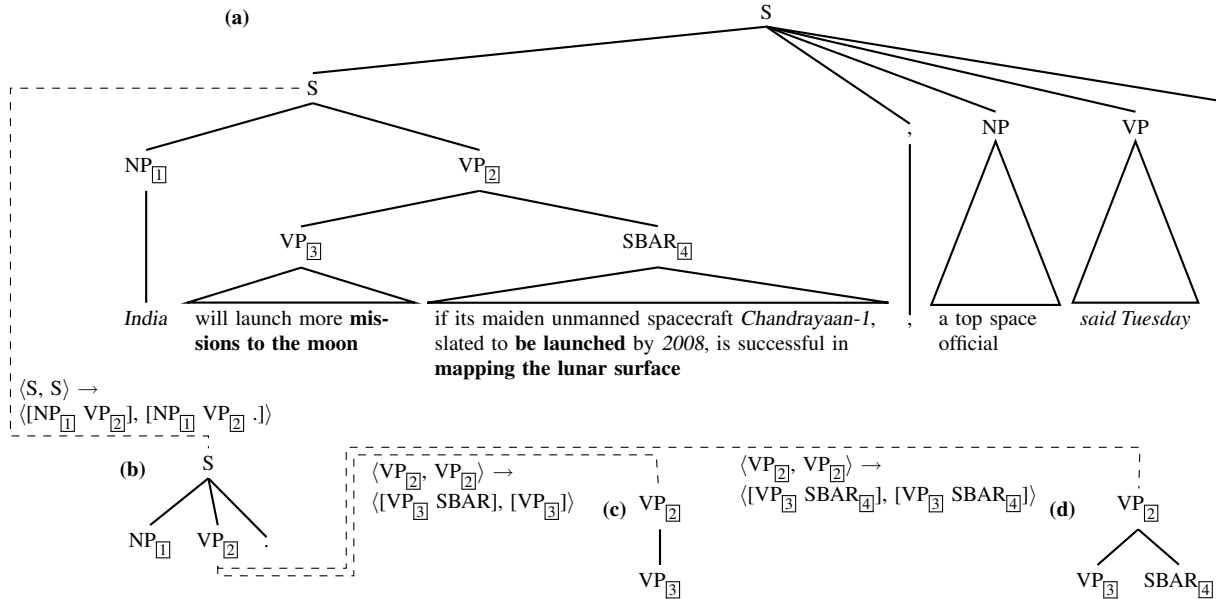 (a)
S
S
NP1
VP2
,
NP
VP
VP3
SBAR4
India
will launch more mis-
sions to the moon
if its maiden unmanned spacecraft Chandrayaan-1,
slated to be launched by 2008, is successful in
mapping the lunar surface
,
a top space
official
said Tuesday
⟨S, S⟩ →
⟨[NP1 VP2], [NP1 VP2 .]⟩
(b)
S
NP1 VP2 .
⟨VP2, VP2⟩ →
⟨[VP3 SBAR], [VP3]⟩
(c)
VP2
VP3
⟨VP2, VP2⟩ →
⟨[VP3 SBAR4], [VP3 SBAR4]⟩
(d)
VP2
VP3 SBAR4